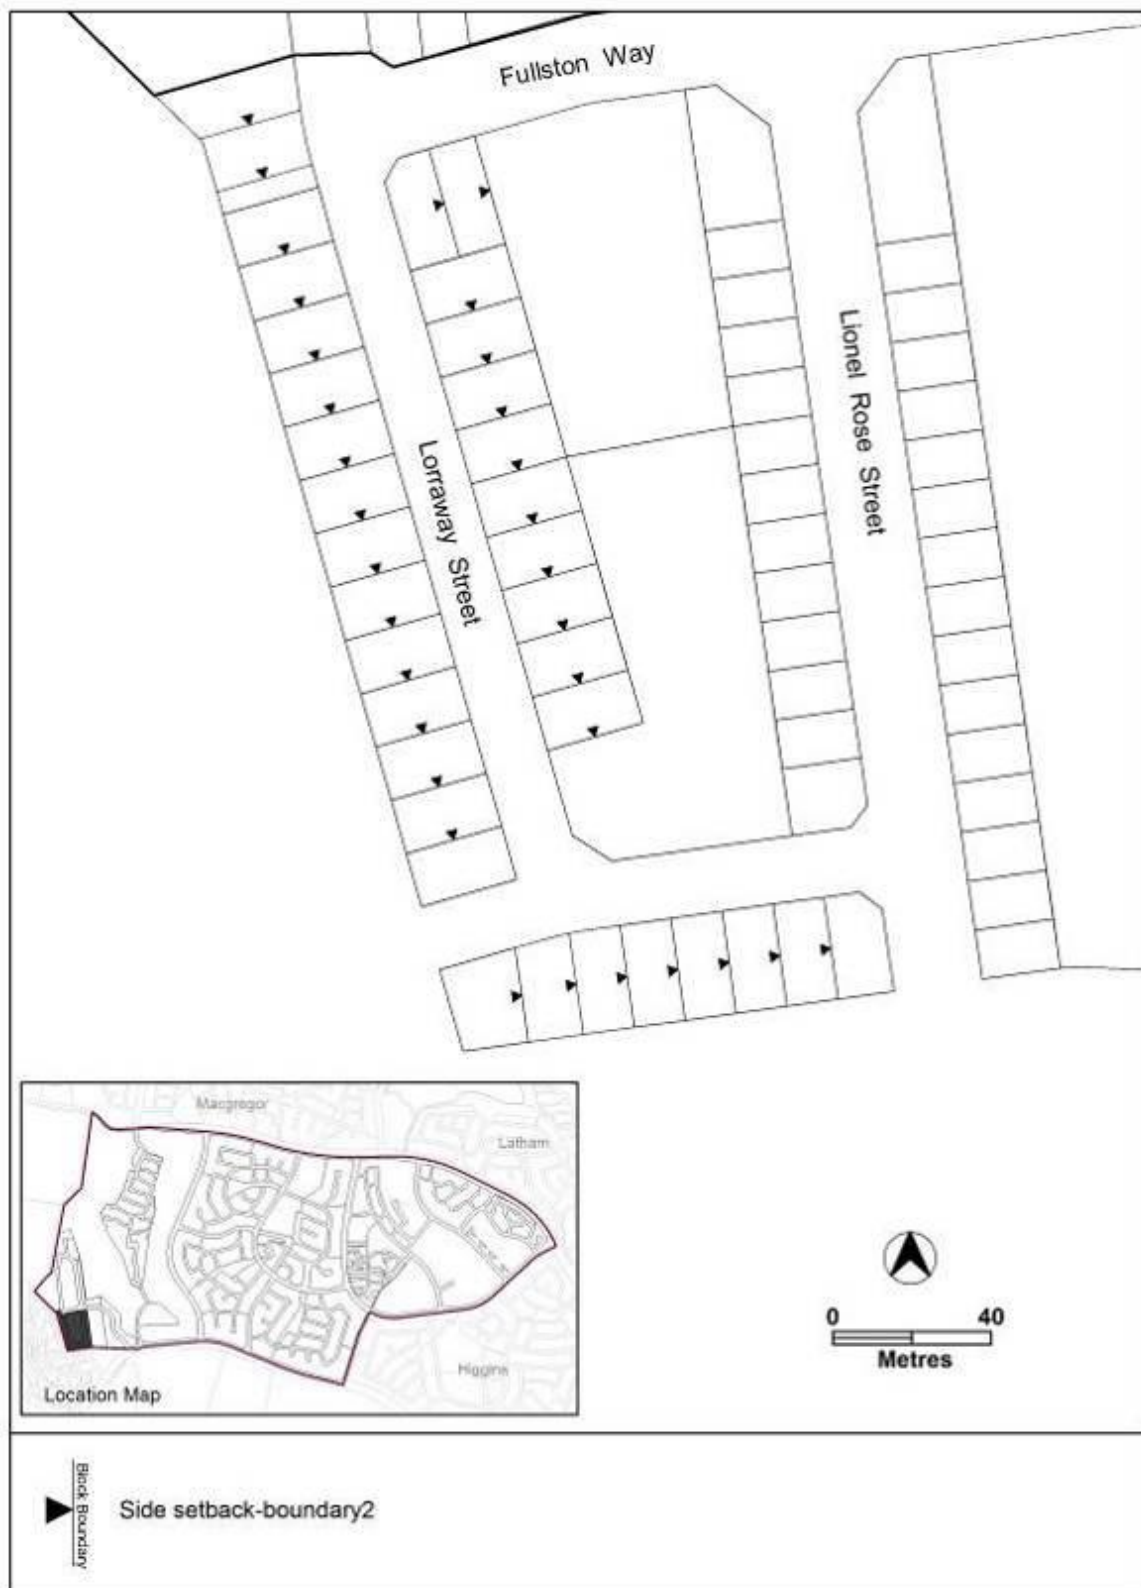 Fullston Way
Lionel Rose Street
Lorraway Street
Macgregor
Latham
Higgins
Location Map
0 40
Metres
Block Boundary
Side setback-boundary2